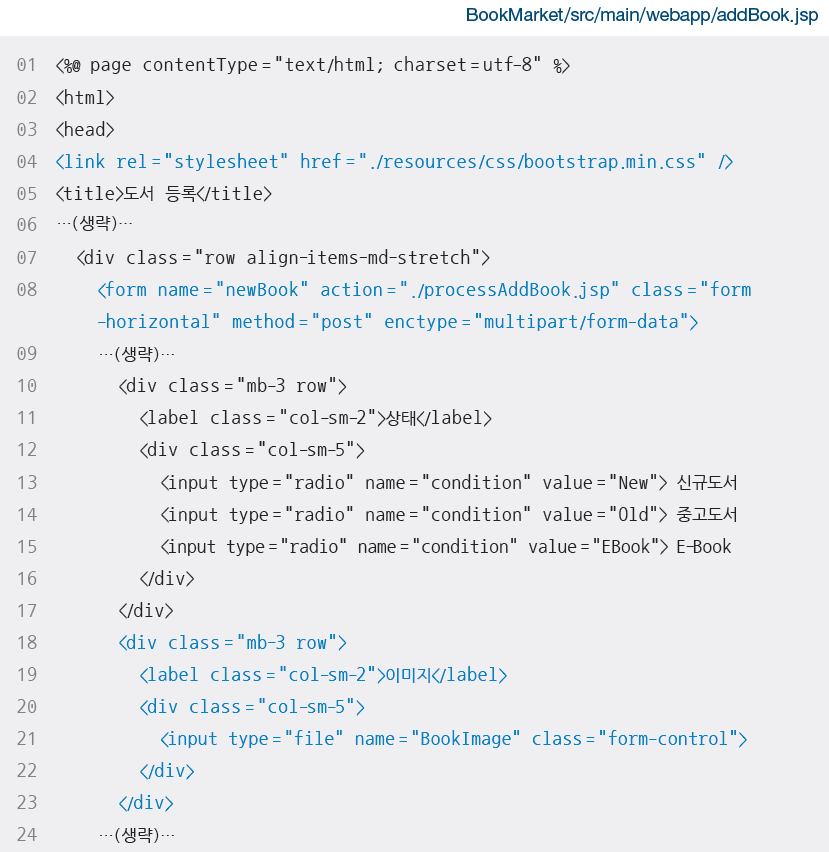 BookMarket/src/main/webapp/addBook.jsp
01 <%@ page contentType="text/html; charset=utf-8" %>
02 <html>
03 <head>
04 <link rel="stylesheet" href="./resources/css/bootstrap.min.css" />
05 <title>도서 등록</title>
06 …(생략)…
07 <div class="row align-items-md-stretch">
08 <form name="newBook" action="./processAddBook.jsp" class="form
-horizontal" method="post" enctype="multipart/form-data">
09 …(생략)…
10 <div class="mb-3 row">
11 <label class="col-sm-2">상태</label>
12 <div class="col-sm-5">
13 <input type="radio" name="condition" value="New"> 신규도서
14 <input type="radio" name="condition" value="Old"> 중고도서
15 <input type="radio" name="condition" value="EBook"> E-Book
16 </div>
17 </div>
18 <div class="mb-3 row">
19 <label class="col-sm-2">이미지</label>
20 <div class="col-sm-5">
21 <input type="file" name="BookImage" class="form-control">
22 </div>
23 </div>
24 …(생략)…